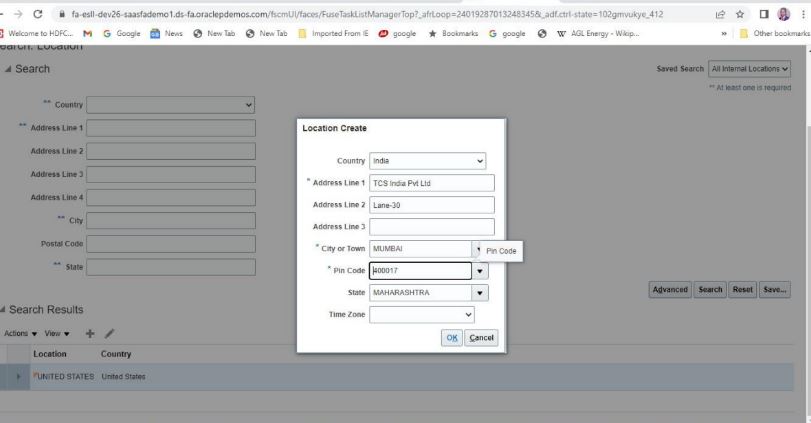 fa-esll-dev26-saasfademo1.ds-fa.oraclepdemos.com/fscmUI/faces/FuseTaskListManagerTop?_afrLoop=240192870132483458&_adf.ctrl-state=102gmvukye_412
Welcome to HDFC... Google News New Tab New Tab Imported From IE google Bookmarks google AGL Energy - Wikip... » Other bookmarks
earch: Location
Search
Saved Search All Internal Locations
** At least one is required
** Country
** Address Line 1
Address Line 2
Address Line 3
Address Line 4
** City
Postal Code
** State
Location Create
Country India
* Address Line 1 TCS India Pvt Ltd
Address Line 2 Lane-30
Address Line 3
* City or Town MUMBAI
Pin Code
* Pin Code 400017
State MAHARASHTRA
Time Zone
OK Cancel
Advanced Search Reset Save...
Search Results
Actions View
Location Country
*UNITED STATES United States